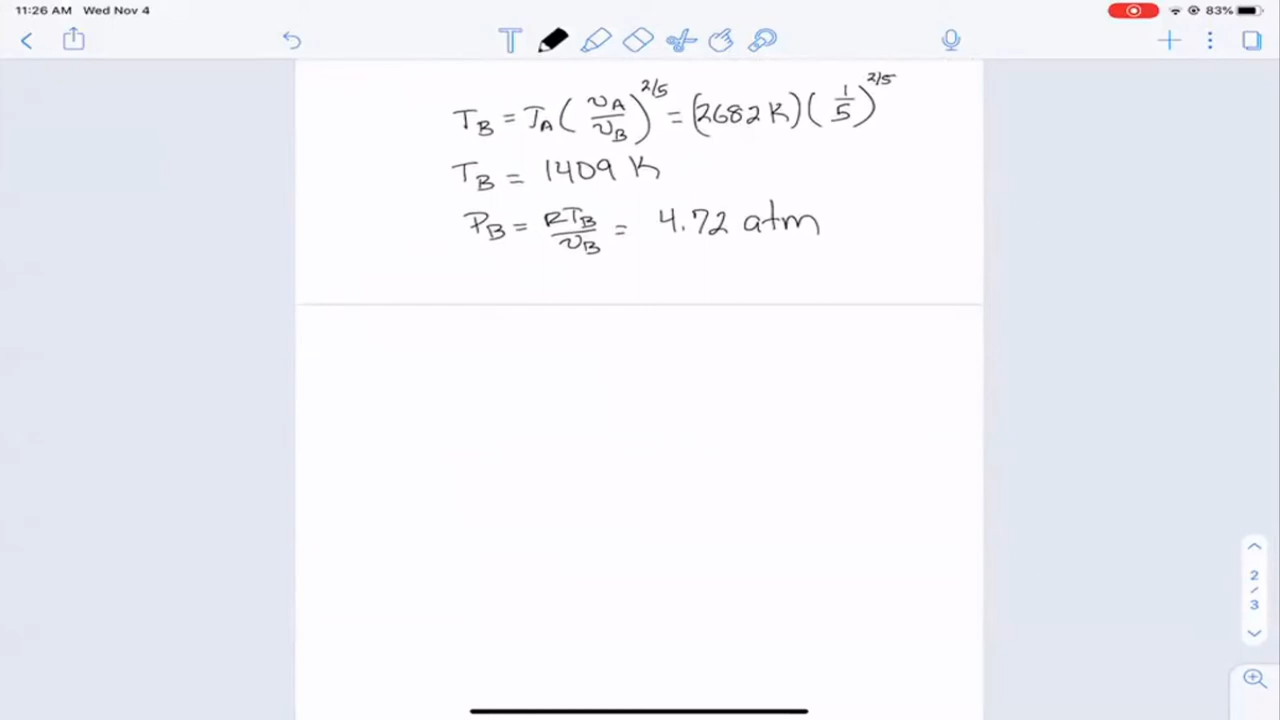 11:26 AM Wed Nov 4
83%
T_B = T_A (v_A/v_B)^2/5 = (2682 K)(1/5)^2/5
T_B = 1409 K
P_B = RT_B/v_B = 4.72 atm
2
/
3